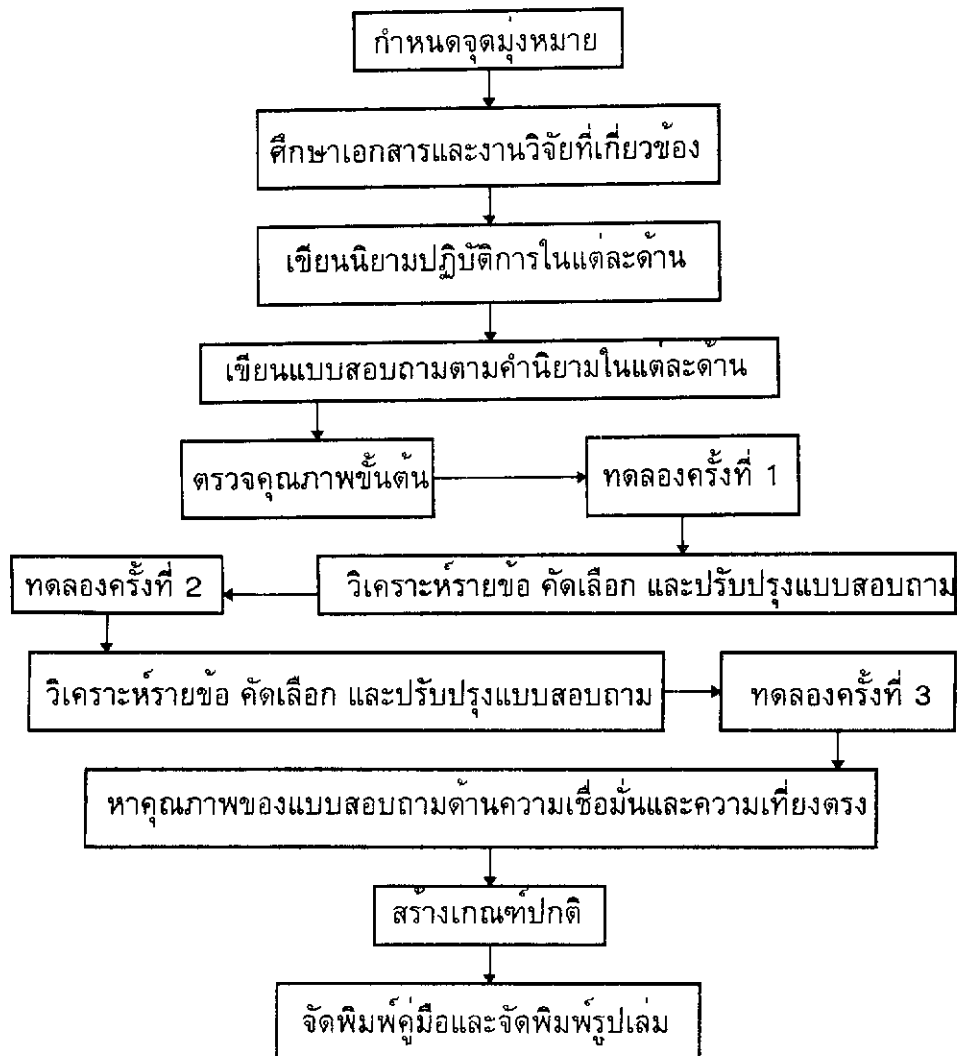 กำหนดจุดมุ่งหมาย
ศึกษาเอกสารและงานวิจัยที่เกี่ยวข้อง
เขียนนิยามปฏิบัติการในแต่ละด้าน
เขียนแบบสอบถามตามคำนิยามในแต่ละด้าน
ตรวจคุณภาพขั้นต้น
ทดลองครั้งที่ 1
วิเคราะห์รายข้อ คัดเลือก และปรับปรุงแบบสอบถาม
ทดลองครั้งที่ 2
วิเคราะห์รายข้อ คัดเลือก และปรับปรุงแบบสอบถาม
ทดลองครั้งที่ 3
หาคุณภาพของแบบสอบถามด้านความเชื่อมั่นและความเที่ยงตรง
สร้างเกณฑ์ปกติ
จัดพิมพ์คู่มือและจัดพิมพ์รูปเล่ม